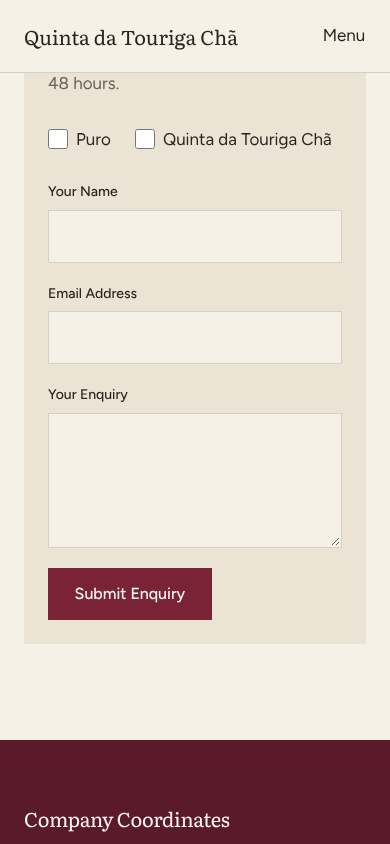 Quinta da Touriga Chã
Menu
48 hours.
Puro
Quinta da Touriga Chã
Your Name
Email Address
Your Enquiry
Submit Enquiry
Company Coordinates